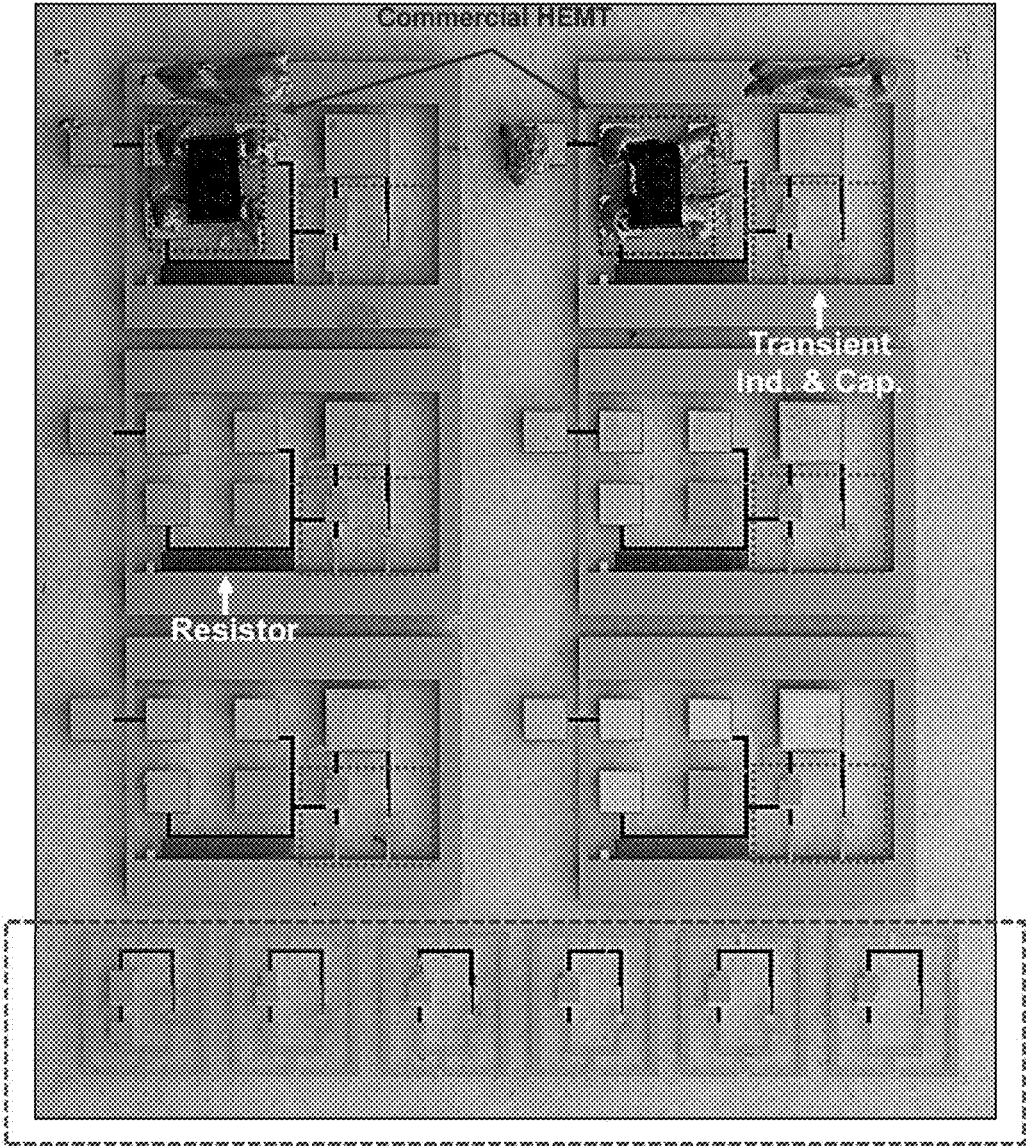 Commercial HEMT
Transient
Ind. & Cap.
Resistor